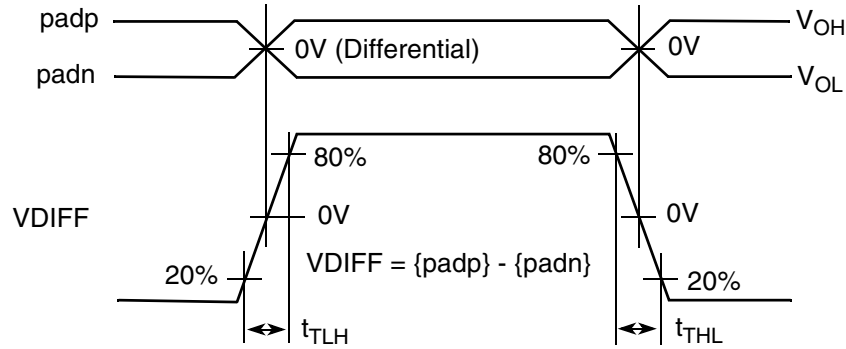 padp
V_OH
0V (Differential)
0V
padn
V_OL
80%
80%
VDIFF
0V
0V
VDIFF = {padp} - {padn}
20%
20%
t_TLH
t_THL